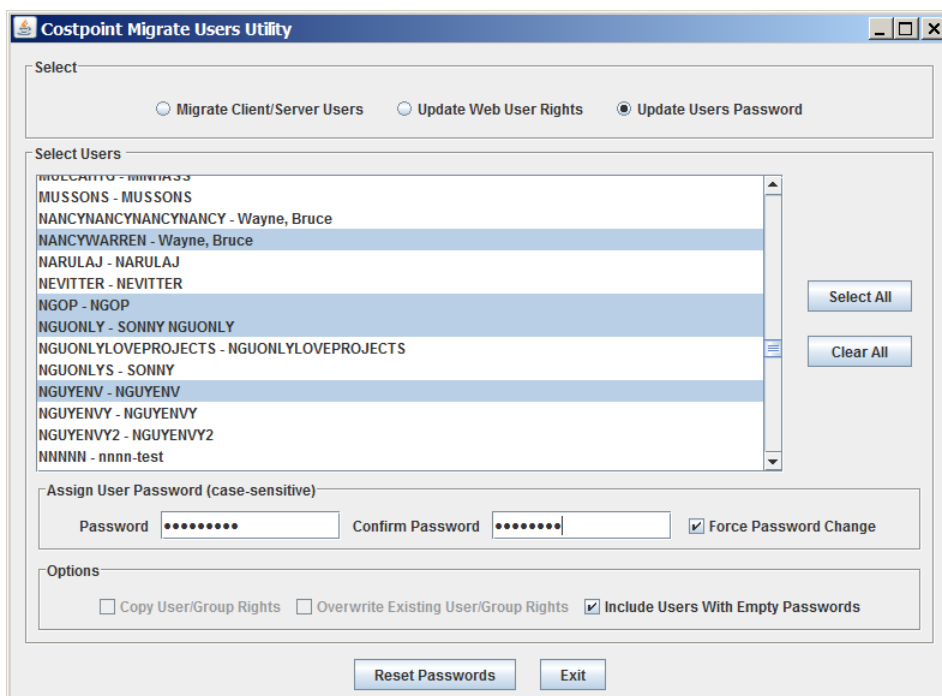 Costpoint Migrate Users Utility
Select
Migrate Client/Server Users Update Web User Rights Update Users Password
Select Users
MUSSONS - MUSSONS
NANCYNANCYNANCYNANCY - Wayne, Bruce
NANCYWARREN - Wayne, Bruce
NARULAJ - NARULAJ
NEVITTER - NEVITTER
NGOP - NGOP
NGUONLY - SONNY NGUONLY
NGUONLYLOVEPROJECTS - NGUONLYLOVEPROJECTS
NGUONLYS - SONNY
NGUYENV - NGUYENV
NGUYENVY - NGUYENVY
NGUYENVY2 - NGUYENVY2
NNNNN - nnnn-test
Select All
Clear All
Assign User Password (case-sensitive)
Password ••••••••• Confirm Password •••••••• Force Password Change
Options
Copy User/Group Rights Overwrite Existing User/Group Rights Include Users With Empty Passwords
Reset Passwords Exit